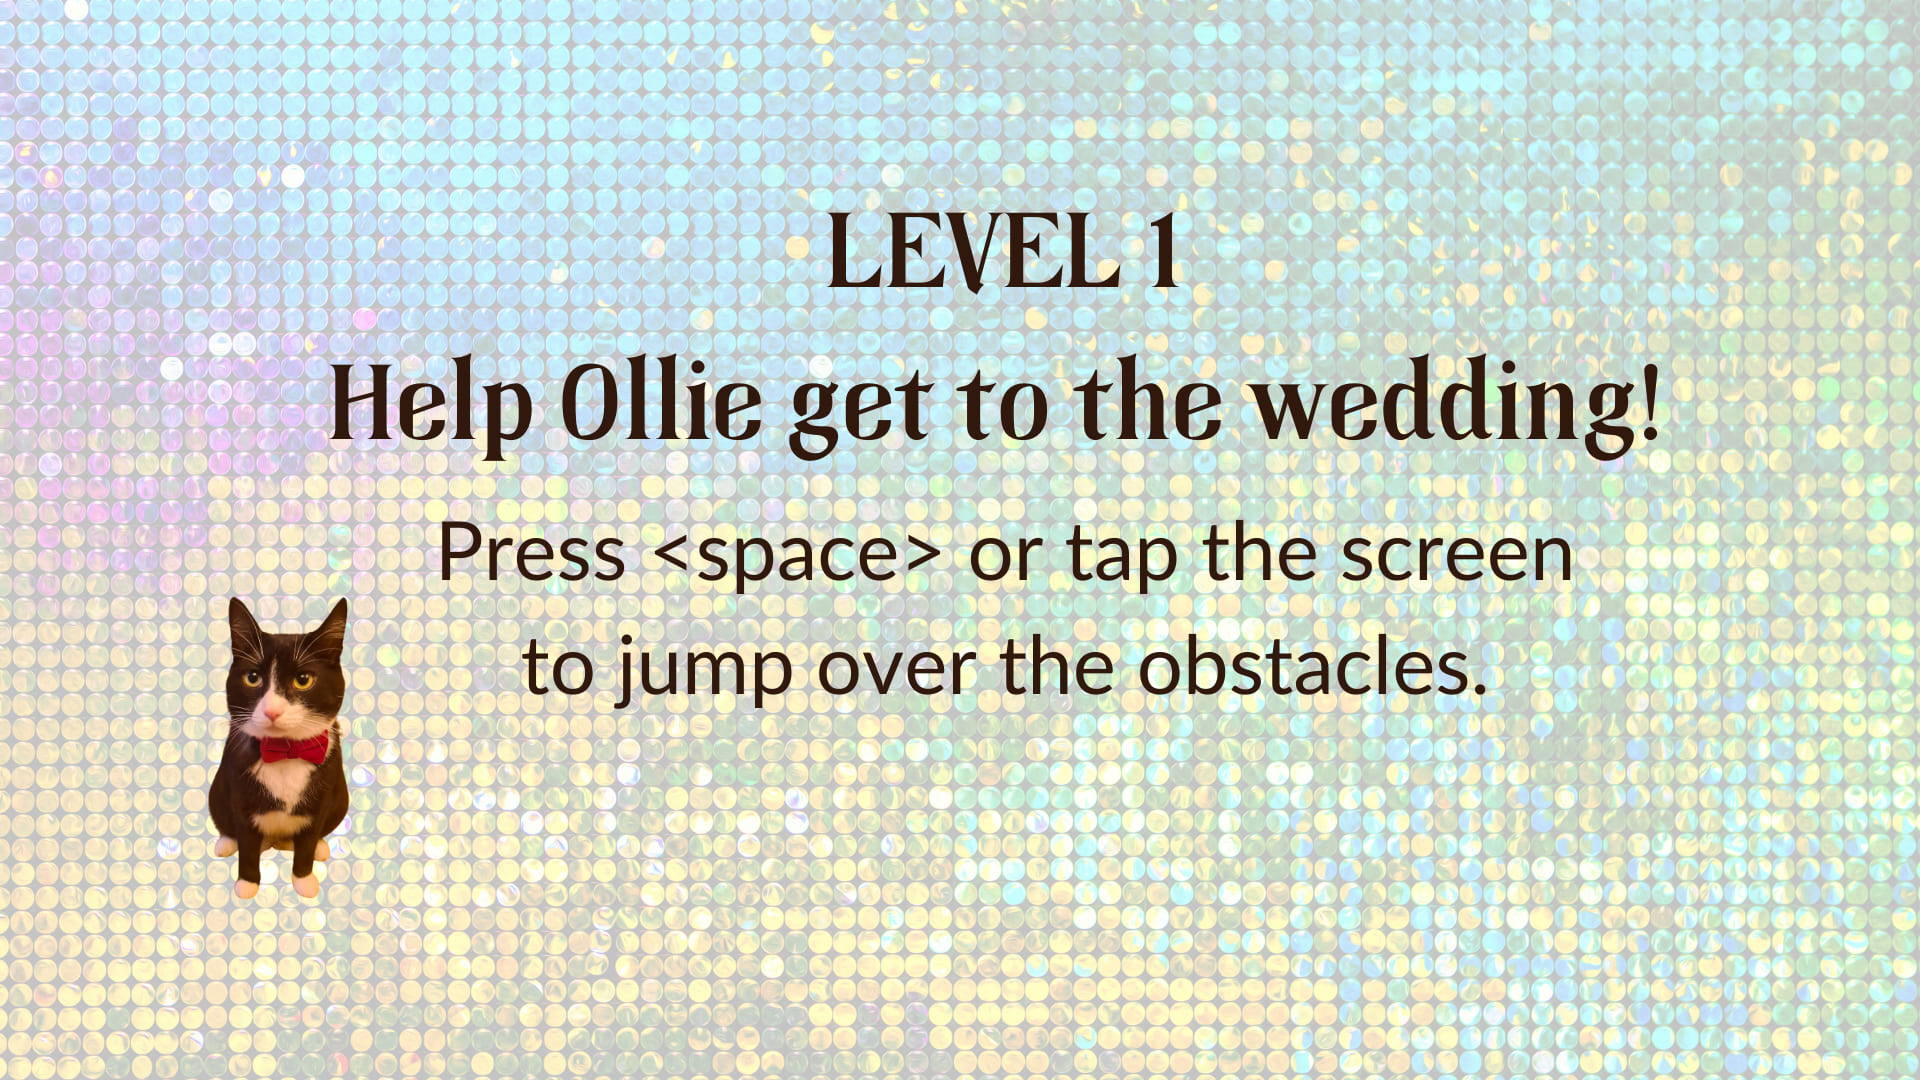 LEVEL 1
Help Ollie get to the wedding!
Press <space> or tap the screen
to jump over the obstacles.